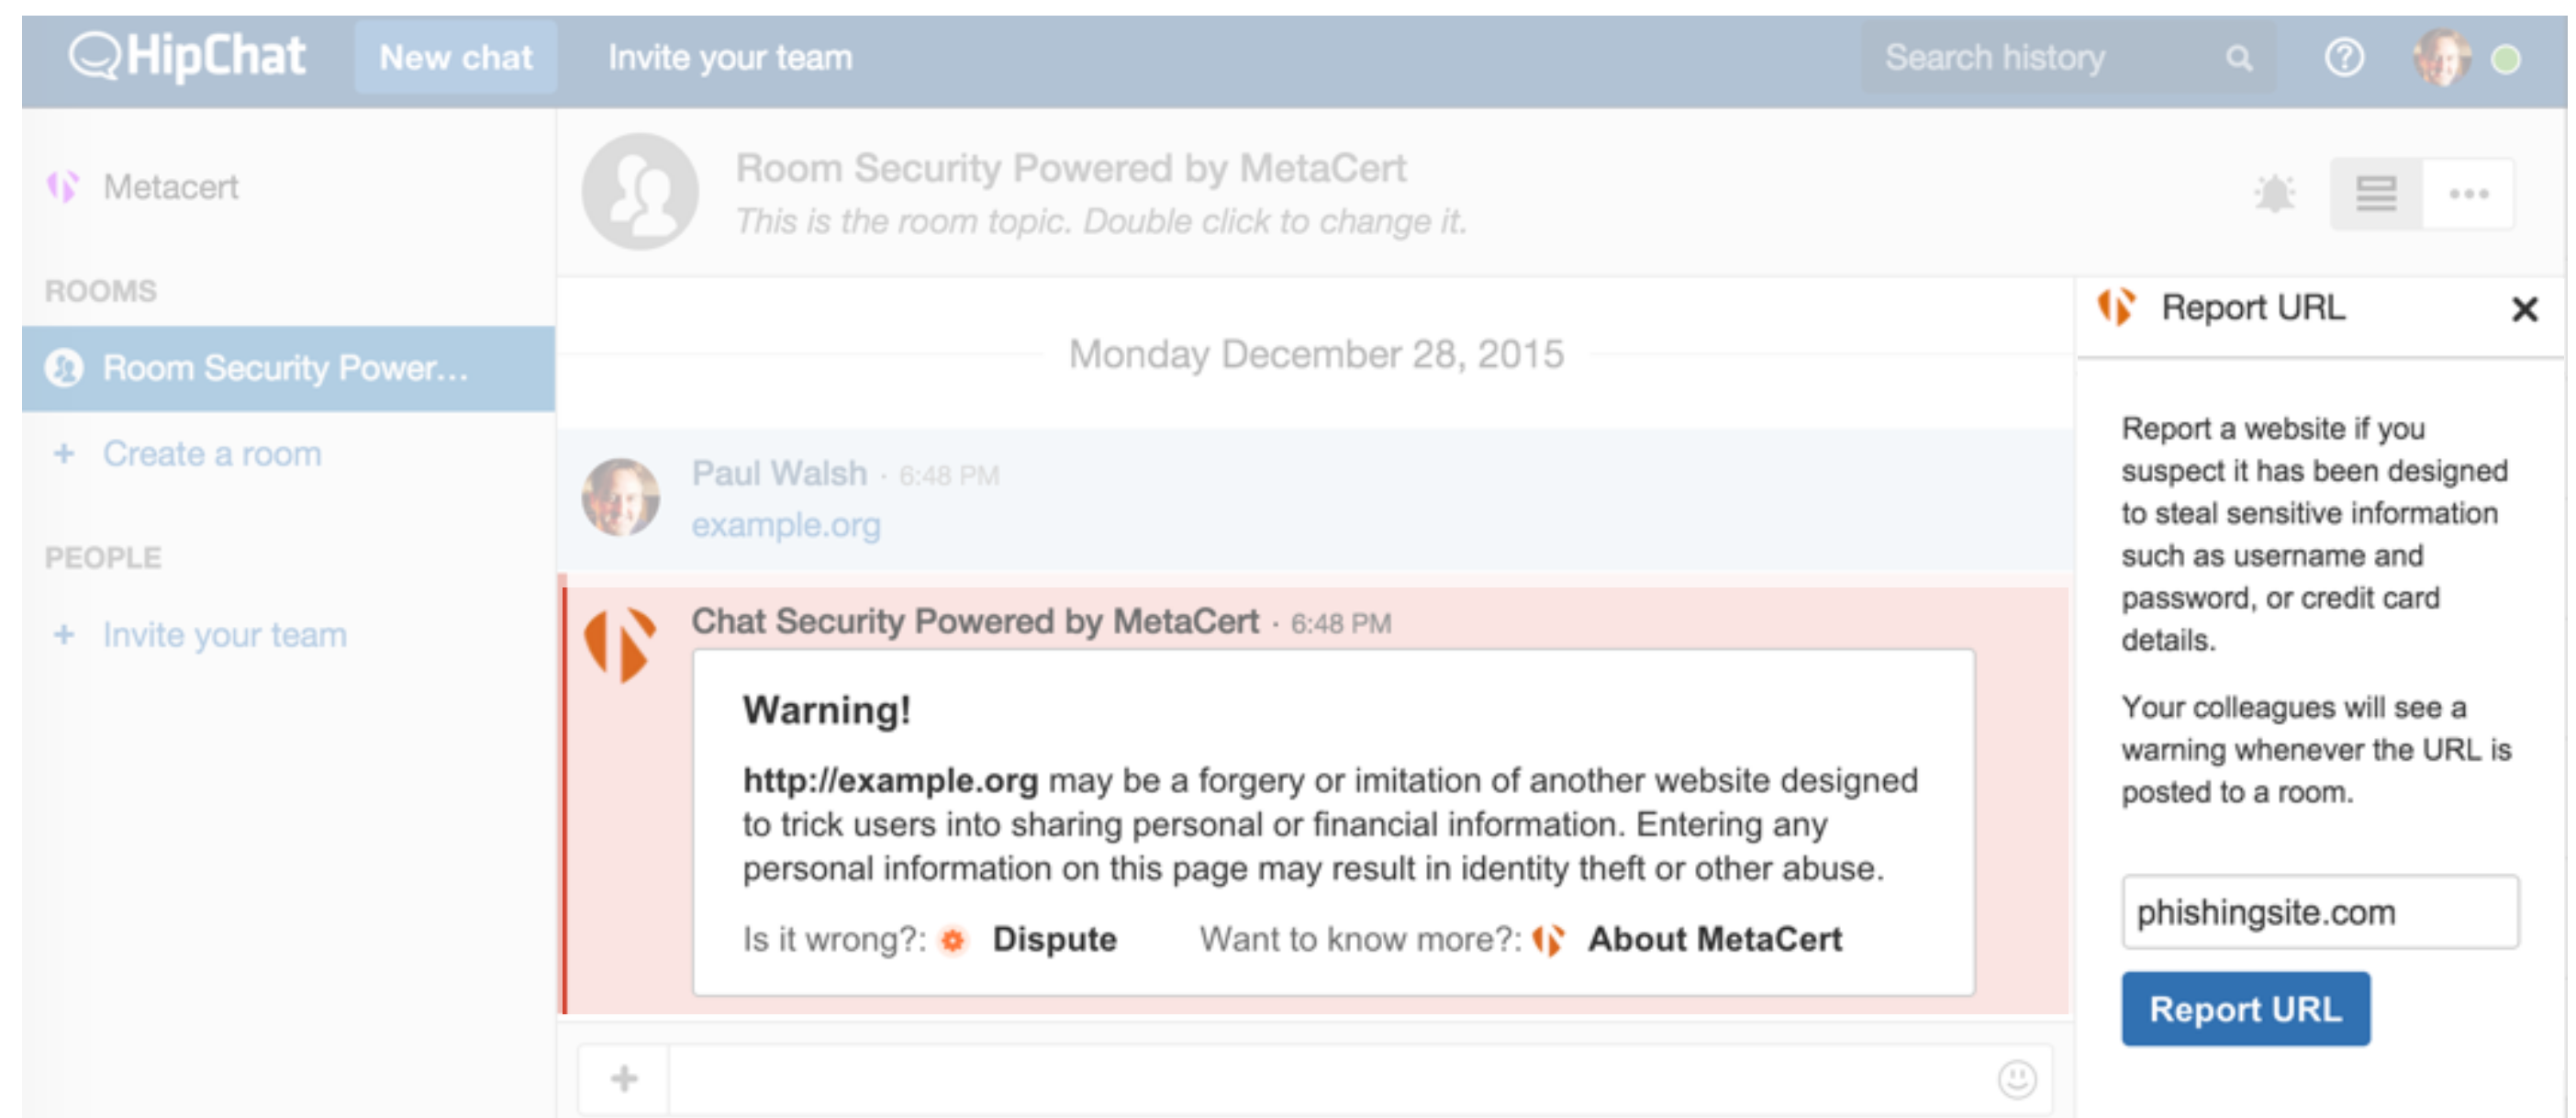 HipChat
New chat
Invite your team
Search history
Metacert
ROOMS
Room Security Power...
+ Create a room
PEOPLE
+ Invite your team
Room Security Powered by MetaCert
This is the room topic. Double click to change it.
Monday December 28, 2015
Paul Walsh · 6:48 PM
example.org
Chat Security Powered by MetaCert · 6:48 PM
Warning!
http://example.org may be a forgery or imitation of another website designed
to trick users into sharing personal or financial information. Entering any
personal information on this page may result in identity theft or other abuse.
Is it wrong?: Dispute Want to know more?: About MetaCert
Report URL
Report a website if you
suspect it has been designed
to steal sensitive information
such as username and
password, or credit card
details.
Your colleagues will see a
warning whenever the URL is
posted to a room.
phishingsite.com
Report URL